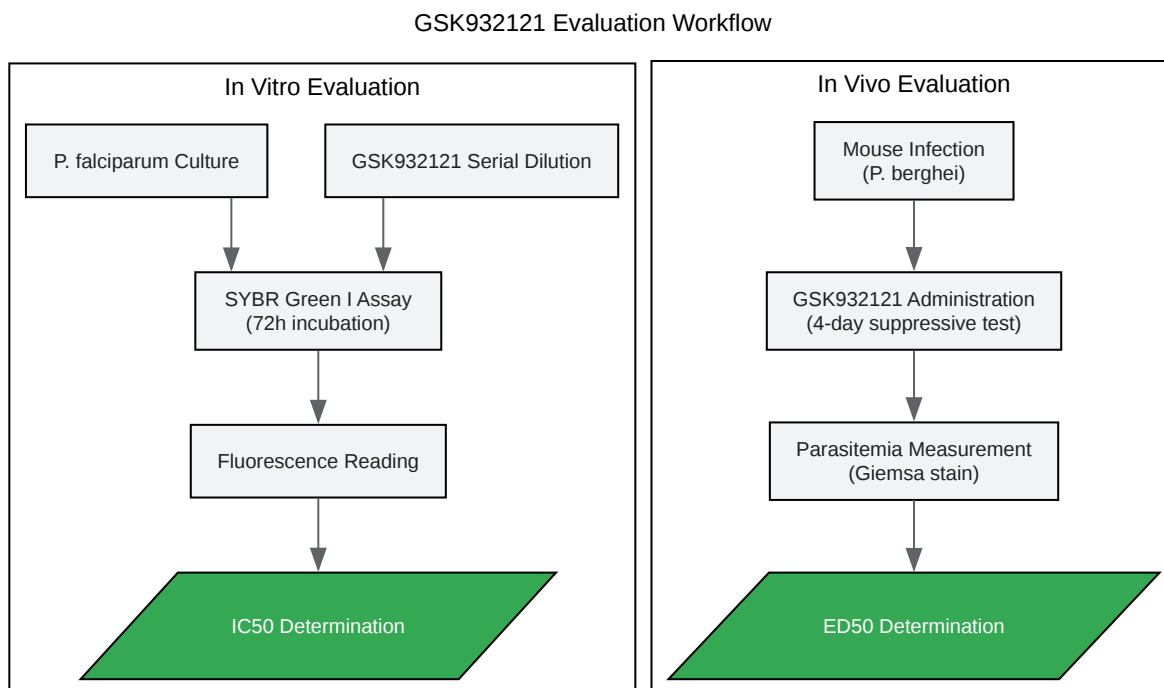 GSK932121 Evaluation Workflow
In Vitro Evaluation
P. falciparum Culture
GSK932121 Serial Dilution
SYBR Green I Assay
(72h incubation)
Fluorescence Reading
IC50 Determination
In Vivo Evaluation
Mouse Infection
(P. berghei)
GSK932121 Administration
(4-day suppressive test)
Parasitemia Measurement
(Giemsa stain)
ED50 Determination